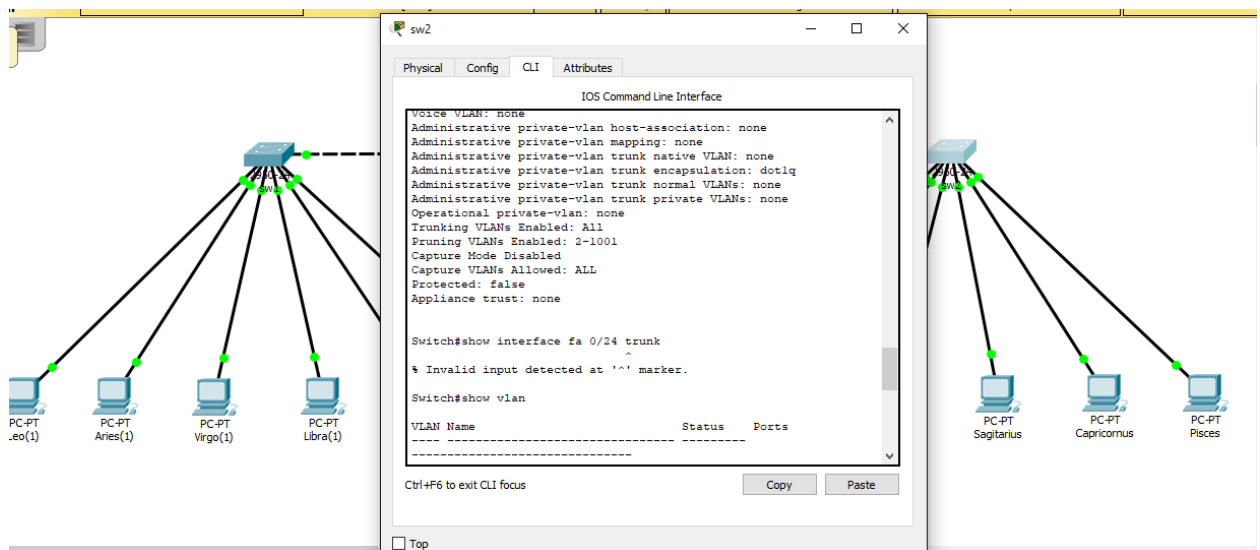 sw2
Physical Config CLI Attributes
IOS Command Line Interface
Voice VLAN: none
Administrative private-vlan host-association: none
Administrative private-vlan mapping: none
Administrative private-vlan trunk native VLAN: none
Administrative private-vlan trunk encapsulation: dot1q
Administrative private-vlan trunk normal VLANs: none
Administrative private-vlan trunk private VLANs: none
Operational private-vlan: none
Trunking VLANs Enabled: All
Pruning VLANs Enabled: 2-1001
Capture Mode Disabled
Capture VLANs Allowed: ALL
Protected: false
Appliance trust: none
Switch#show interface fa 0/24 trunk
^
% Invalid input detected at '^' marker.
Switch#show vlan
VLAN Name Status Ports
---- -------------------------------- ---------
-------------------------------
Ctrl+F6 to exit CLI focus
Copy Paste
Top
sw1
sw2
PC-PT
Leo(1)
PC-PT
Aries(1)
PC-PT
Virgo(1)
PC-PT
Libra(1)
PC-PT
Sagitarius
PC-PT
Capricornus
PC-PT
Pisces